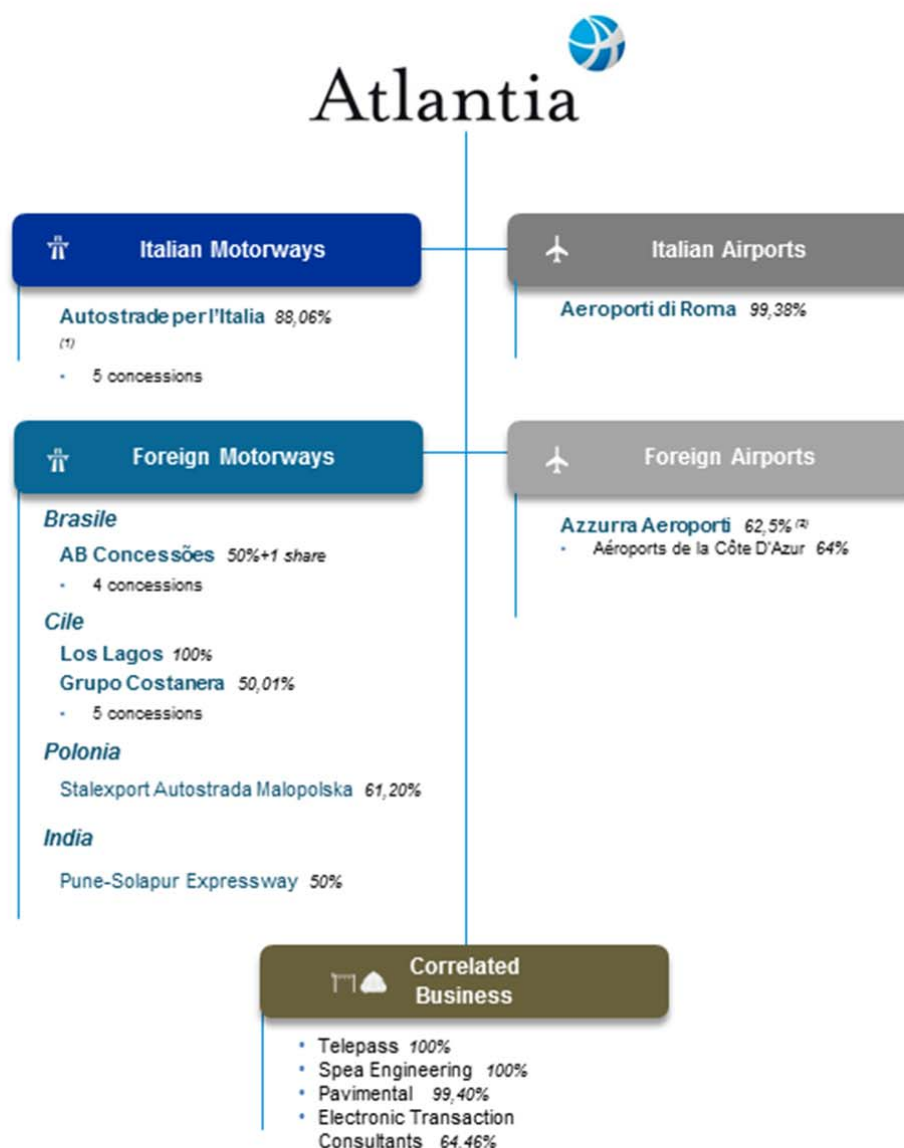 Atlantia
Italian Motorways
Autostrade per l'Italia 88,06%
(1)
• 5 concessions
Italian Airports
Aeroporti di Roma 99,38%
Foreign Motorways
Brasile
AB Concessões 50%+1 share
• 4 concessions
Cile
Los Lagos 100%
Grupo Costanera 50,01%
• 5 concessions
Polonia
Stalexport Autostrada Malopolska 61,20%
India
Pune-Solapur Expressway 50%
Foreign Airports
Azzurra Aeroporti 62,5% (2)
• Aéroports de la Côte D'Azur 64%
Correlated
Business
• Telepass 100%
• Spea Engineering 100%
• Pavimental 99,40%
• Electronic Transaction
Consultants 64,46%